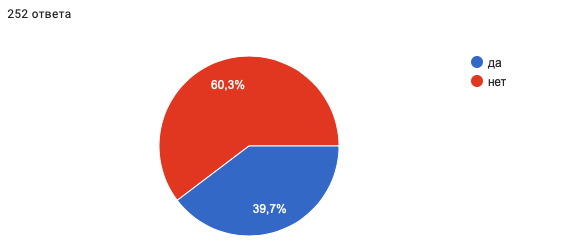 252 ответа
да
нет
60,3%
39,7%